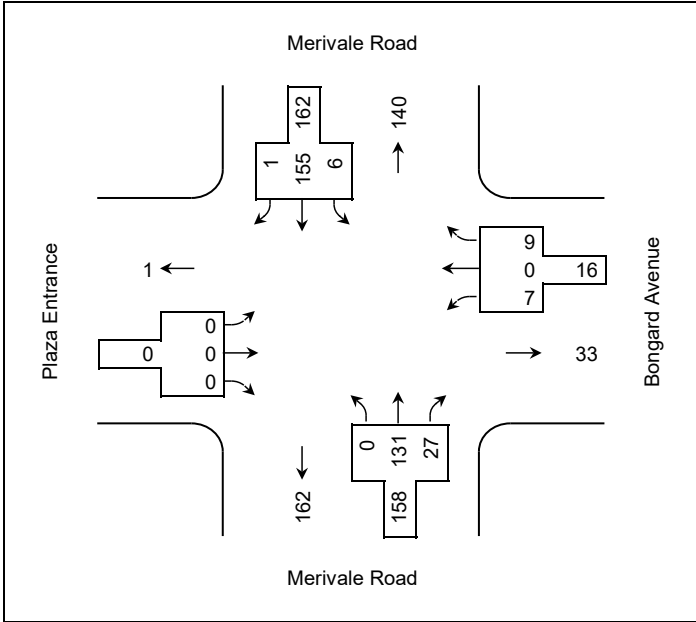 Merivale Road
162
140
1 155 6
9
0 16
7
1
Plaza Entrance
Bongard Avenue
0
0 0
0
33
0 131 27
162
158
Merivale Road